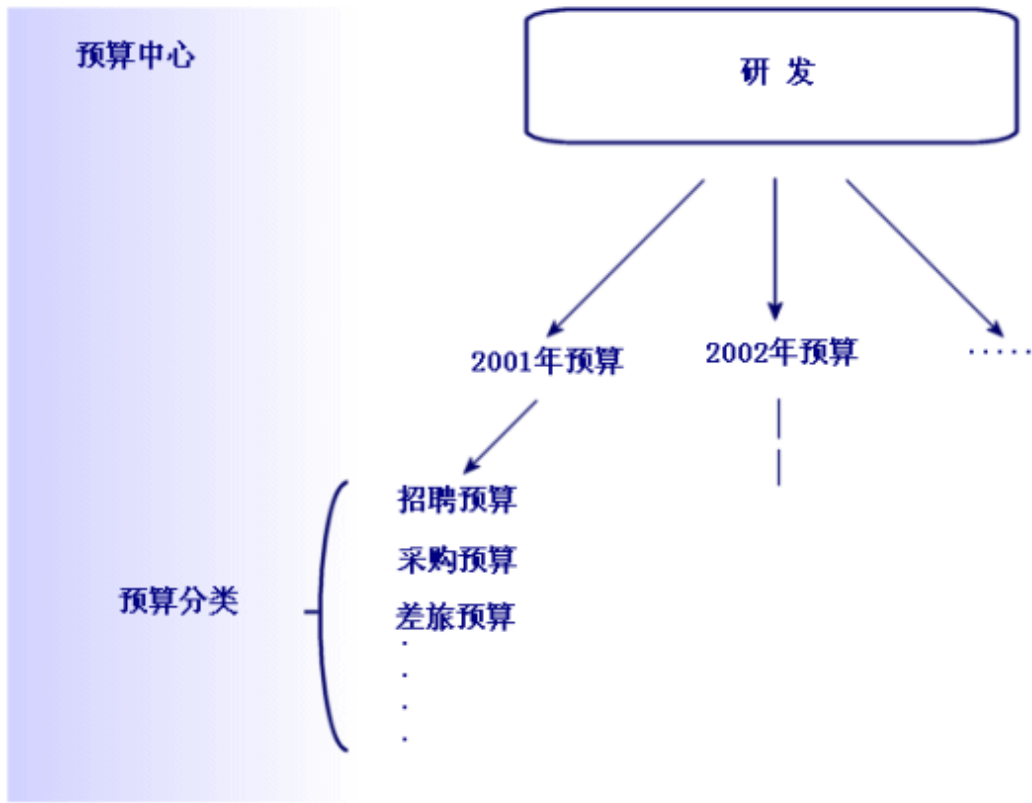 预算中心
研 发
2001年预算
2002年预算
······
招聘预算
采购预算
预算分类
差旅预算